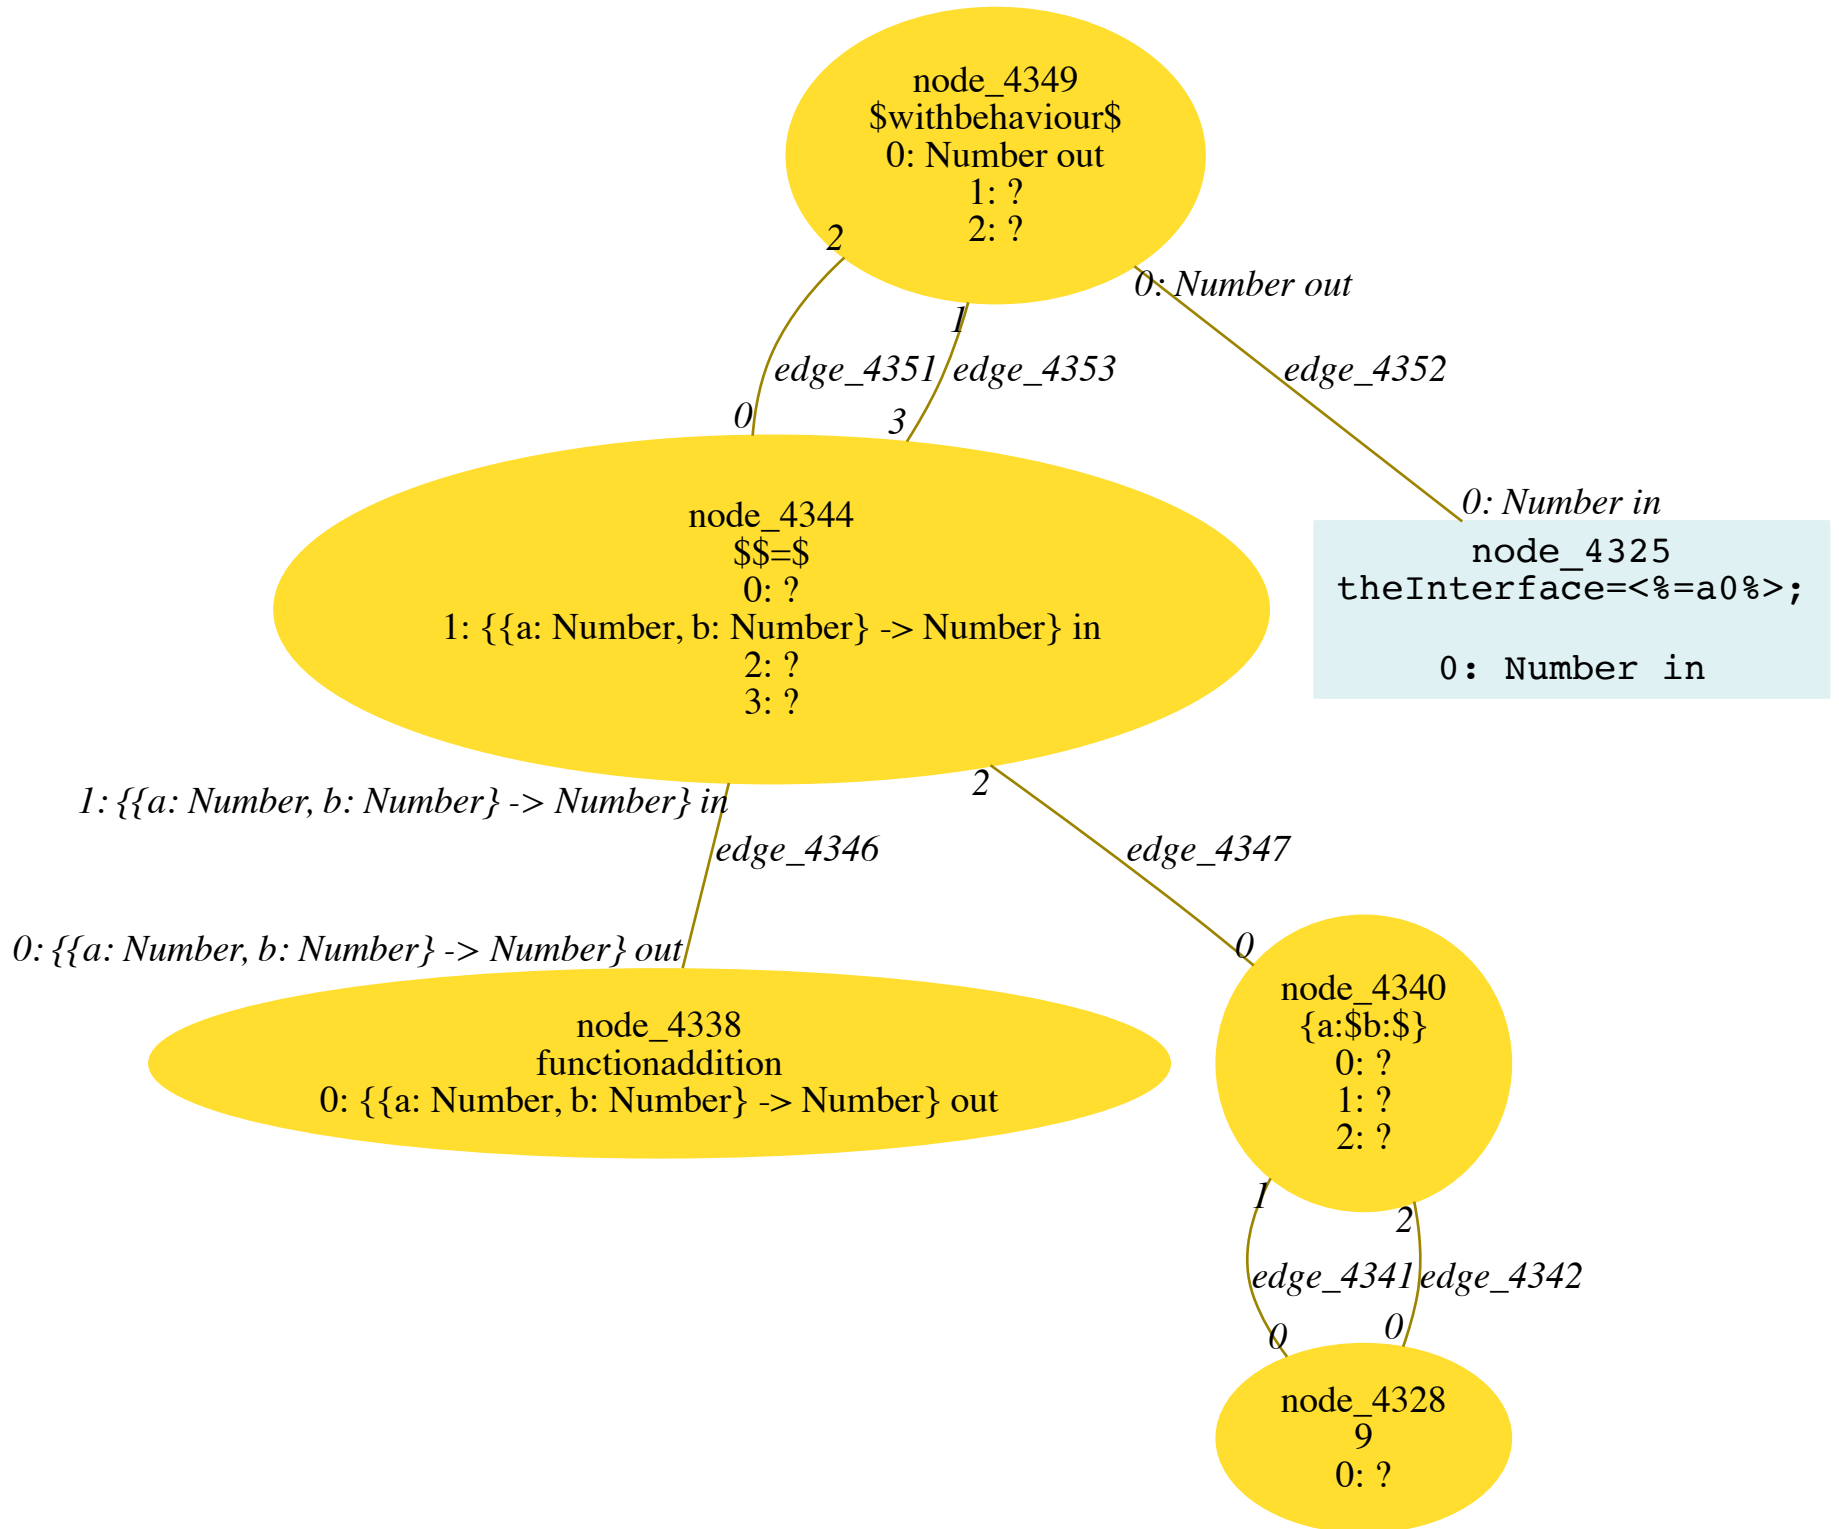 node_4349
$withbehaviour$
0: Number out
1: ?
2: ?
2
0: Number out
1
edge_4351
edge_4353
edge_4352
0
3
0: Number in
node_4344
$$=$
0: ?
1: {{a: Number, b: Number} -> Number} in
2: ?
3: ?
node_4325
theInterface=<%=a0%>;
0: Number in
1: {{a: Number, b: Number} -> Number} in
2
edge_4346
edge_4347
0: {{a: Number, b: Number} -> Number} out
0
node_4338
functionaddition
0: {{a: Number, b: Number} -> Number} out
node_4340
{a:$b:$}
0: ?
1: ?
2: ?
1
2
edge_4341
edge_4342
0
0
node_4328
9
0: ?